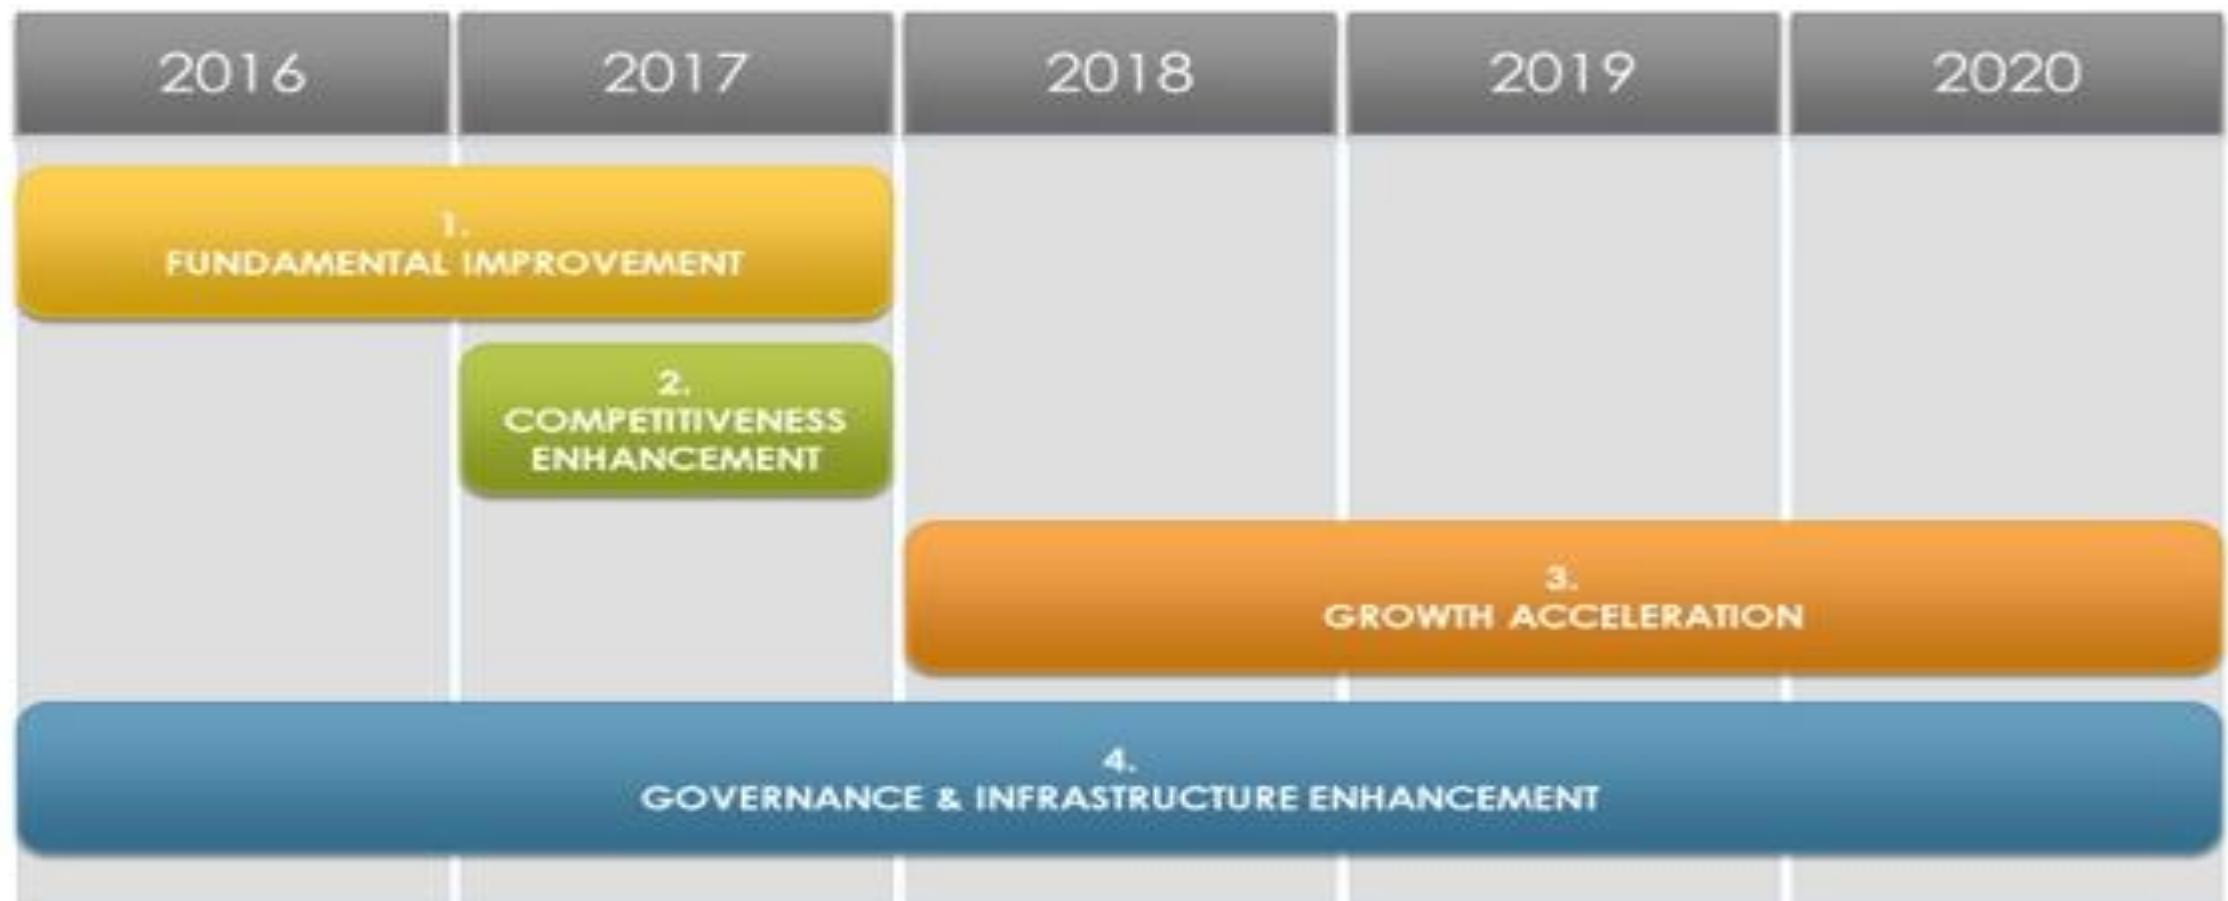 2016 2017 2018 2019 2020
1.
FUNDAMENTAL IMPROVEMENT
2.
COMPETITIVENESS
ENHANCEMENT
3.
GROWTH ACCELERATION
4.
GOVERNANCE & INFRASTRUCTURE ENHANCEMENT